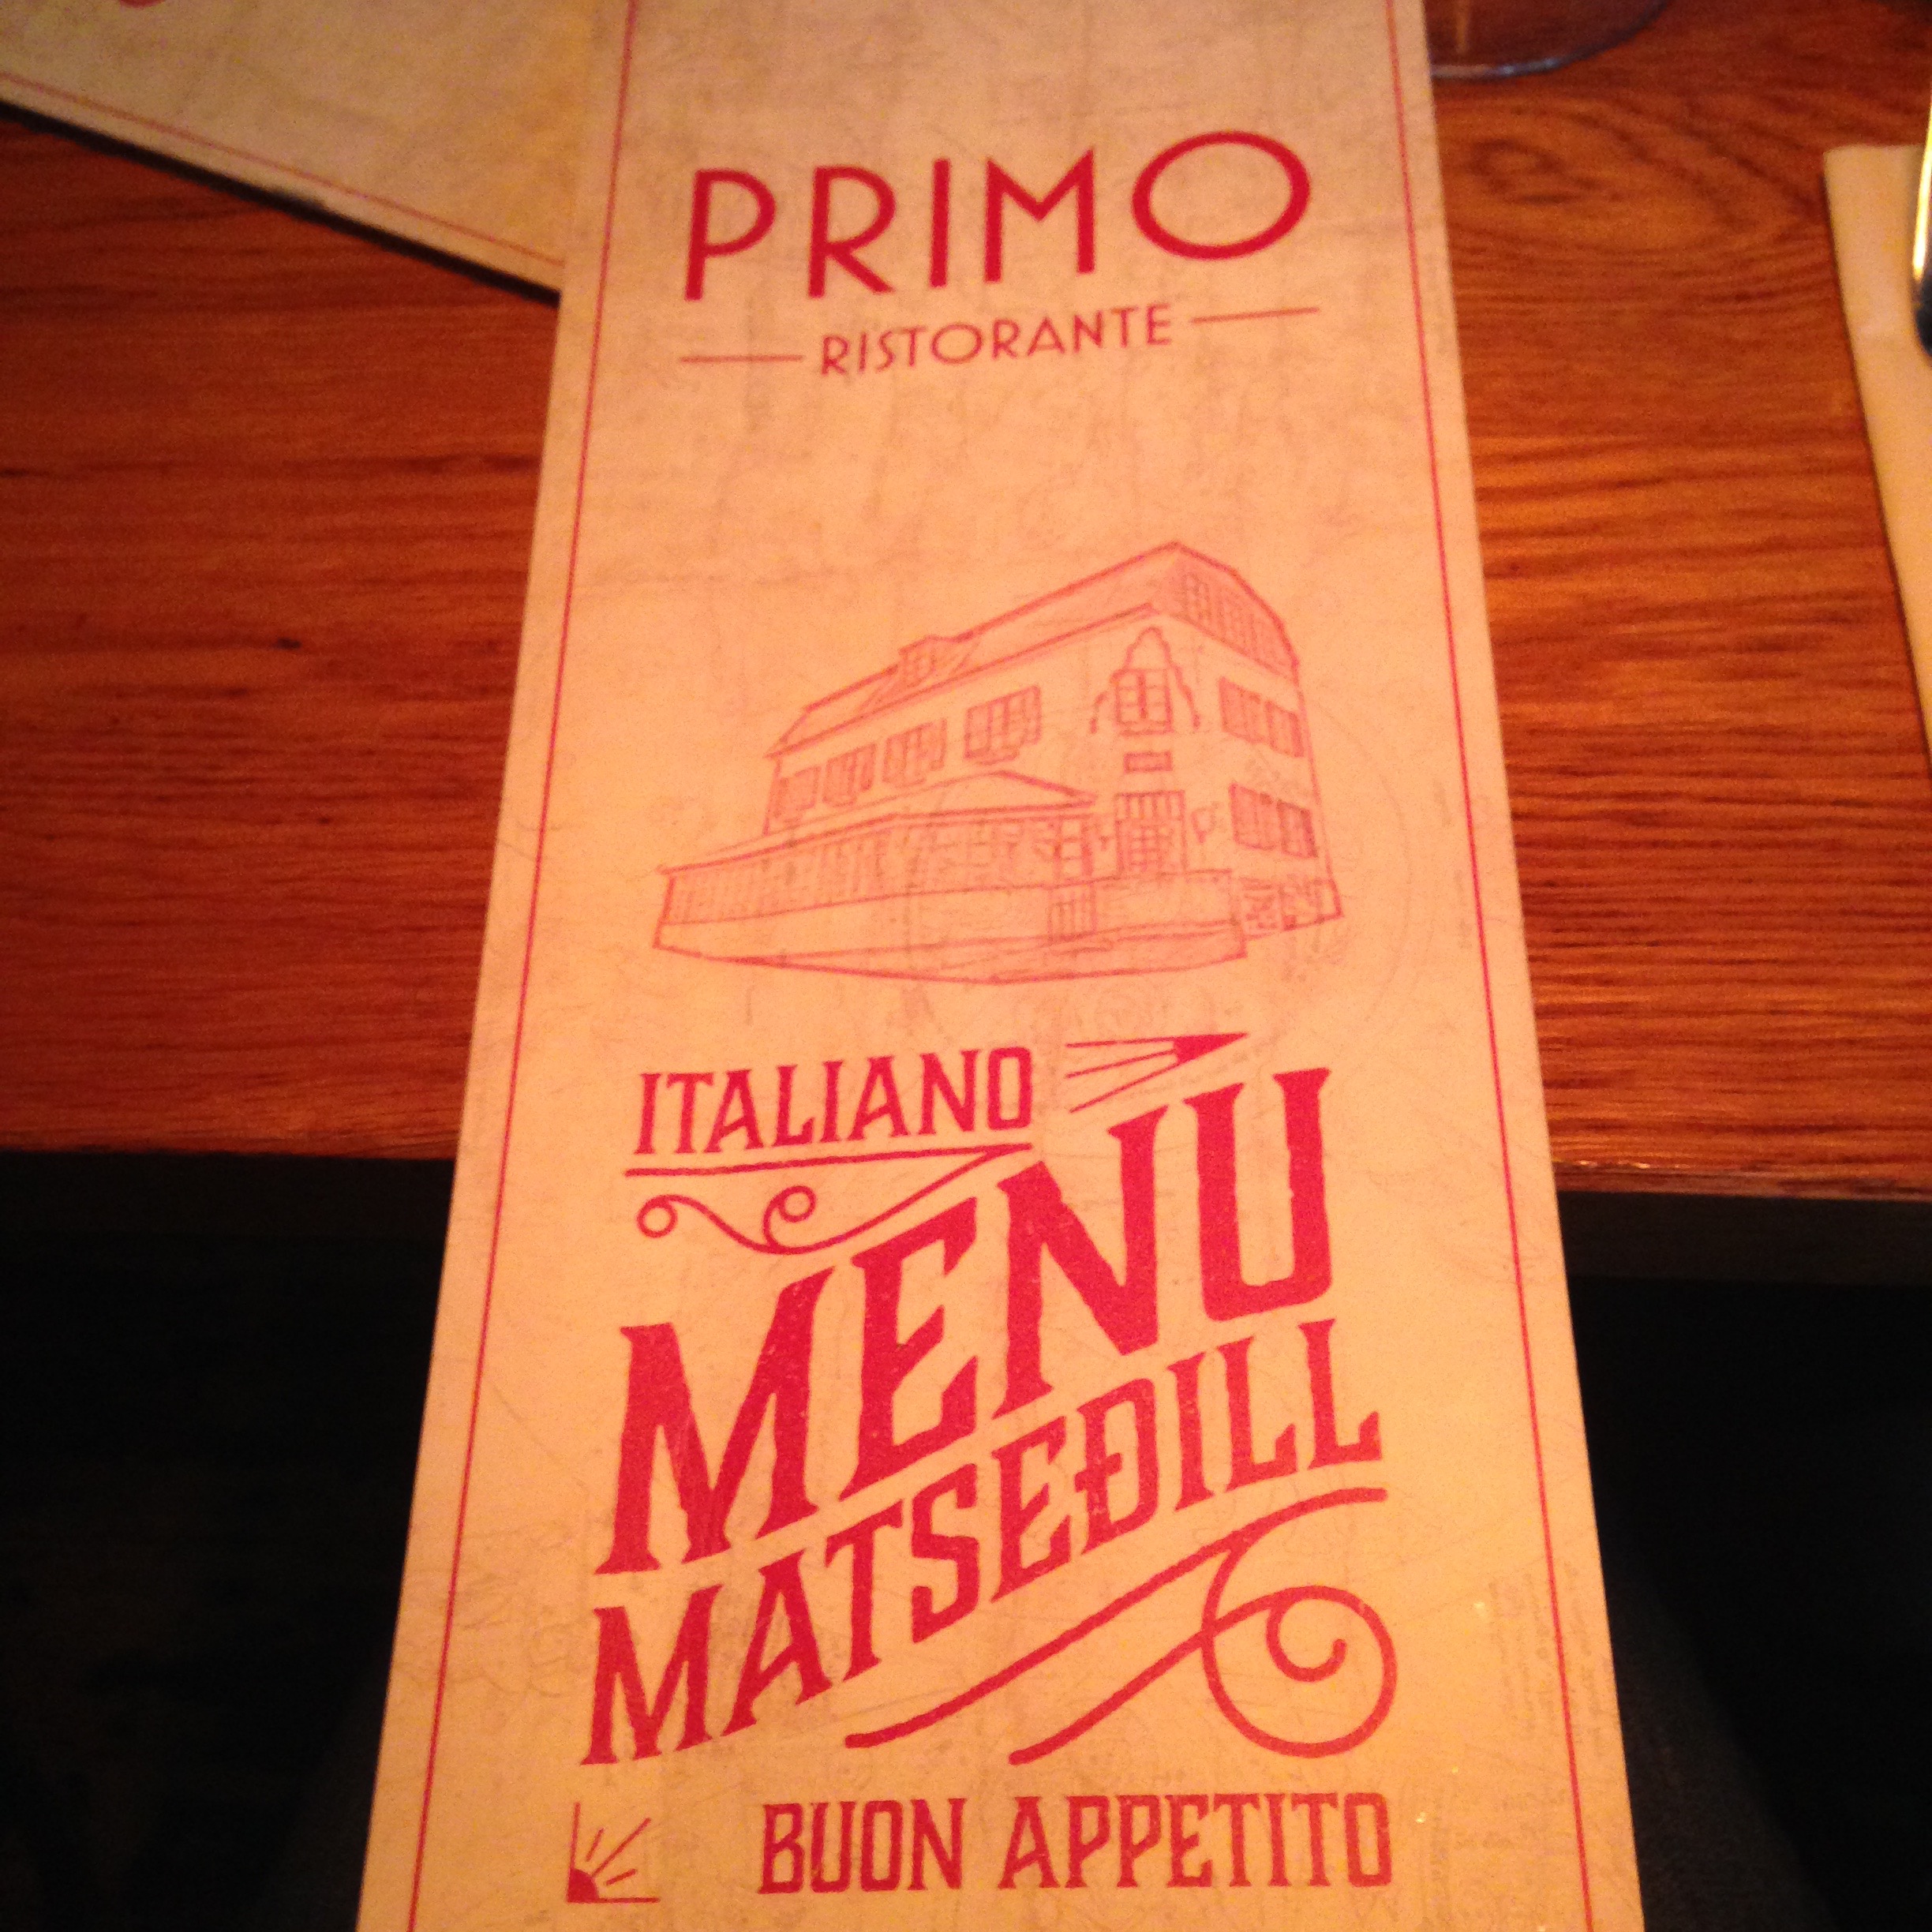 PRIMO
RISTORANTE
ITALIANO
MENU
MATSEÐILL
BUON APPETITO